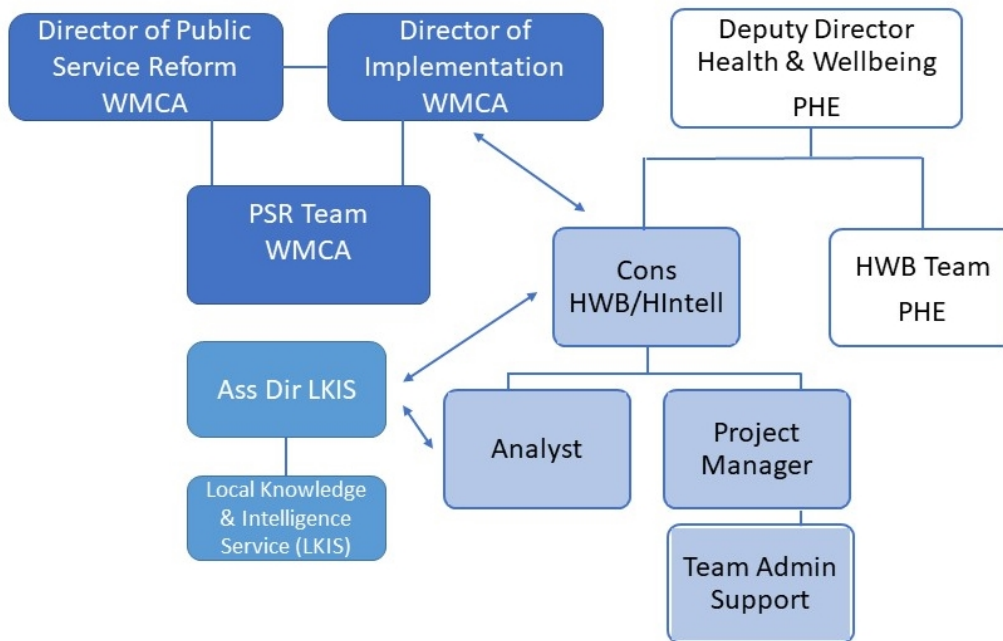 Director of Public
Service Reform
WMCA
Director of
Implementation
WMCA
Deputy Director
Health & Wellbeing
PHE
PSR Team
WMCA
Cons
HWB/HIntell
HWB Team
PHE
Ass Dir LKIS
Analyst
Project
Manager
Local Knowledge
& Intelligence
Service (LKIS)
Team Admin
Support